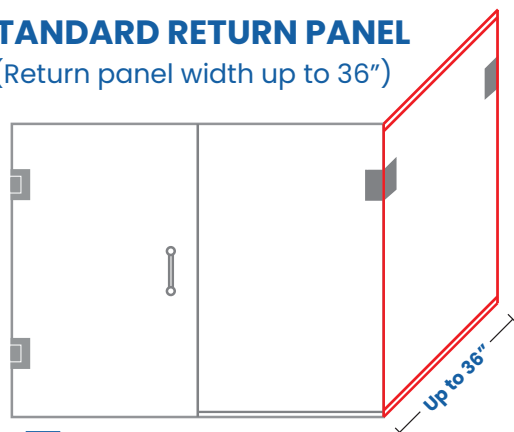 TANDARD RETURN PANEL
(Return panel width up to 36”)
Up to 36”